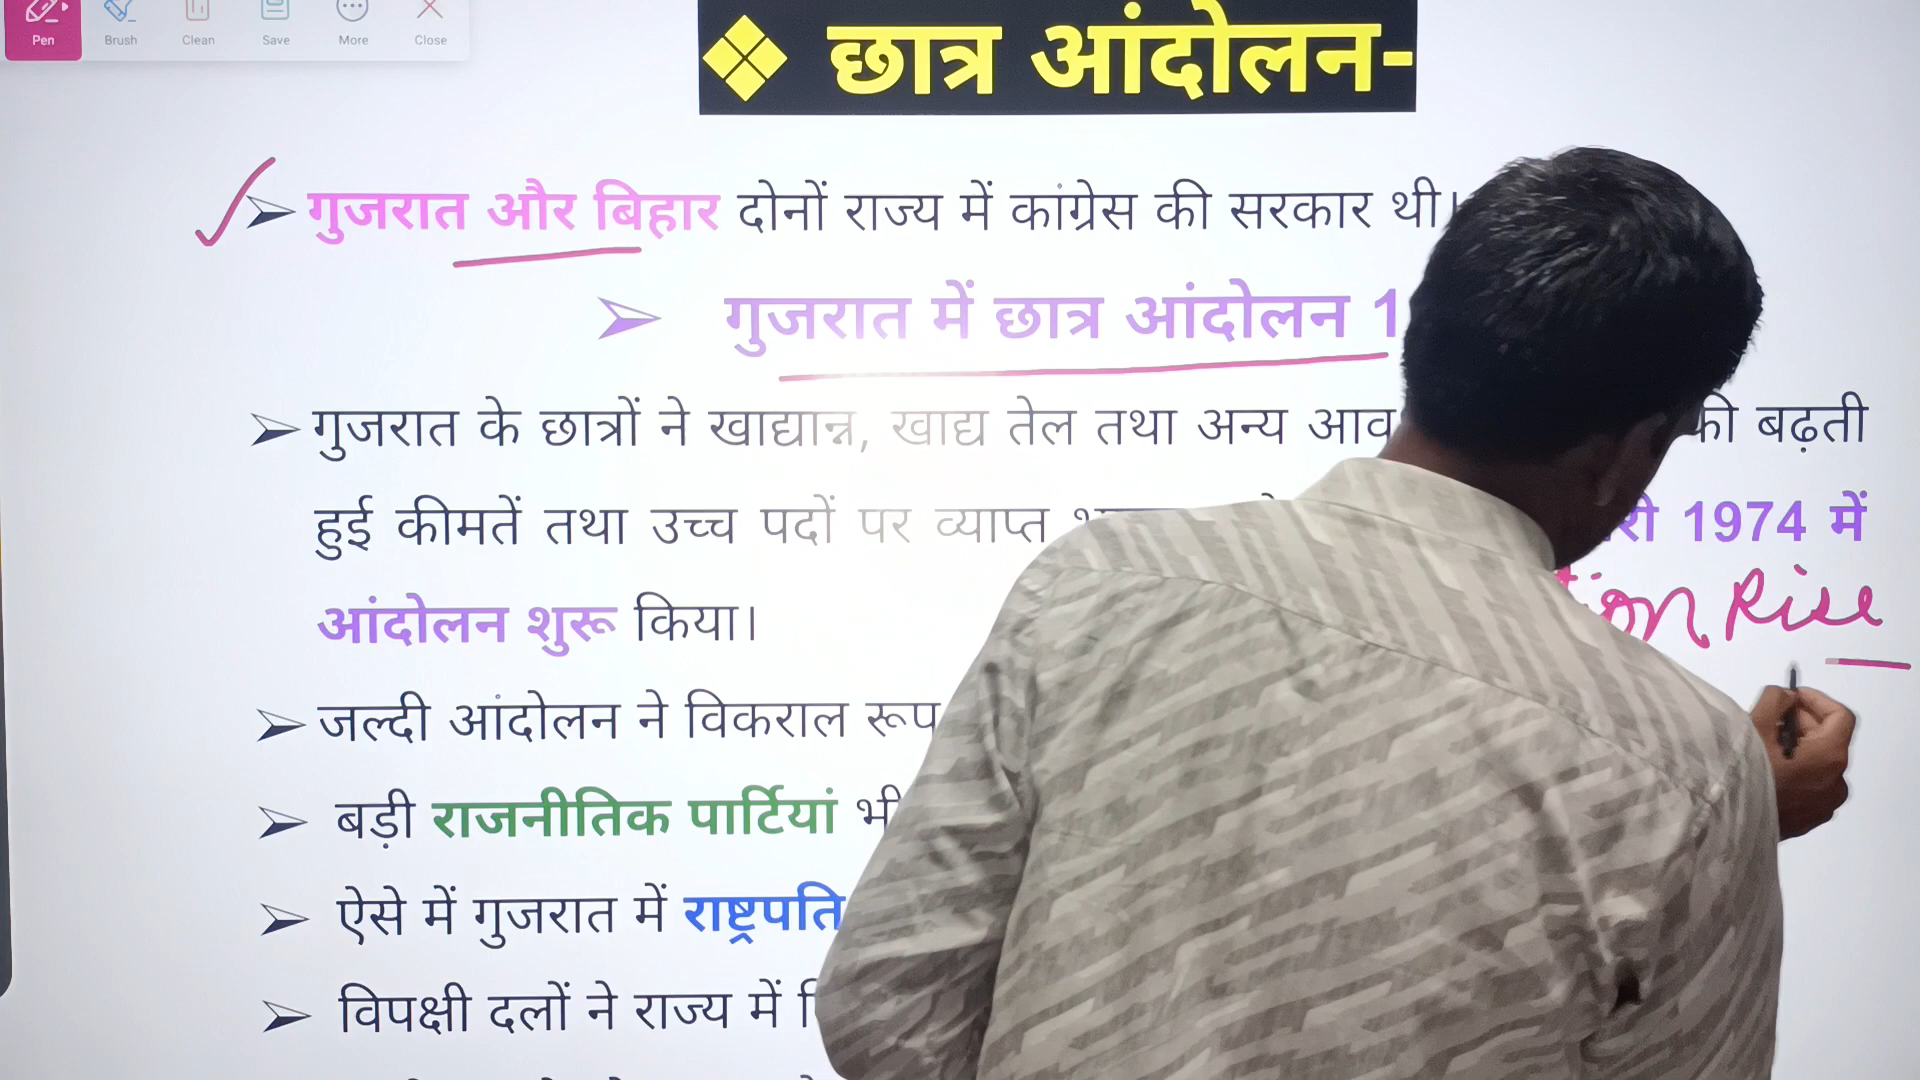 Pen Brush Clean Save More Close
❖ छात्र आंदोलन-
➢ गुजरात और बिहार दोनों राज्य में कांग्रेस की सरकार थी।
➢ गुजरात में छात्र आंदोलन 1
➢ गुजरात के छात्रों ने खाद्यान्न, खाद्य तेल तथा अन्य की बढ़ती
हुई कीमतें तथा उच्च पदों पर व्याप्त 1974 में
Rise
आंदोलन शुरू किया।
➢ जल्दी आंदोलन ने विकराल रूप
➢ बड़ी राजनीतिक पार्टियां भी
➢ ऐसे में गुजरात में राष्ट्रपति
➢ विपक्षी दलों ने राज्य में